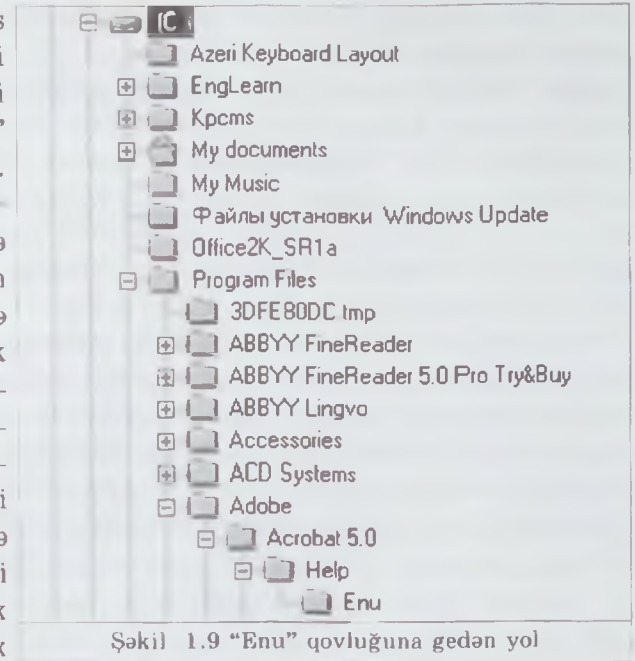 (C
Azeri Keyboard Layout
EngLearn
Kpcms
My documents
My Music
Файлы установки Windows Update
Office2K_SR1a
Program Files
3DFE80DC tmp
ABBYY FineReader
ABBYY FineReader 5.0 Pro Try&Buy
ABBYY Lingvo
Accessories
ACD Systems
Adobe
Acrobat 5.0
Help
Enu
Şəkil 1.9 “Enu” qovluğuna gedən yol